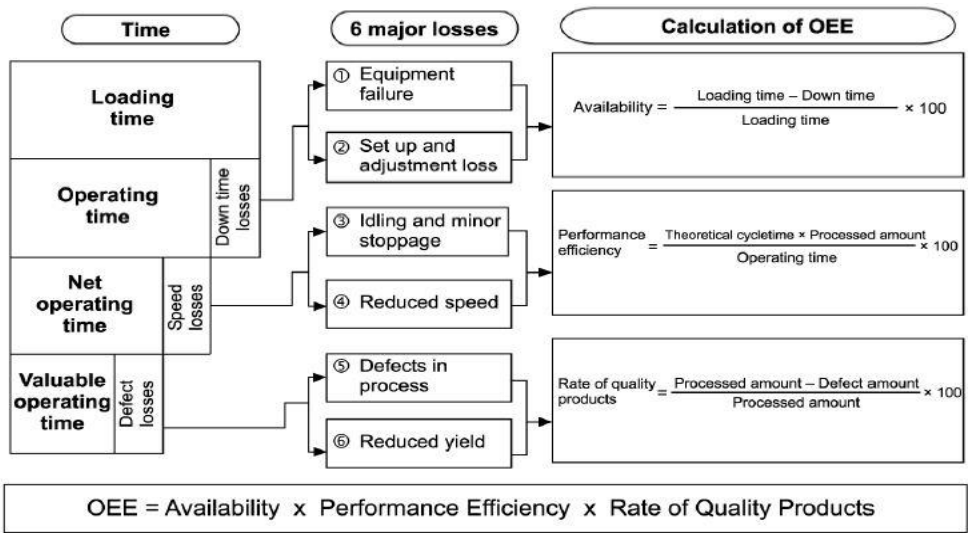 Time
6 major losses
Calculation of OEE
Loading
time
Operating
time
Down time
losses
Net
operating
time
Speed
losses
Valuable
operating
time
Defect
losses
① Equipment
failure
② Set up and
adjustment loss
③ Idling and minor
stoppage
④ Reduced speed
⑤ Defects in
process
⑥ Reduced yield
Availability = Loading time – Down time / Loading time × 100
Performance
efficiency = Theoretical cycletime × Processed amount / Operating time × 100
Rate of quality
products = Processed amount – Defect amount / Processed amount × 100
OEE = Availability x Performance Efficiency x Rate of Quality Products